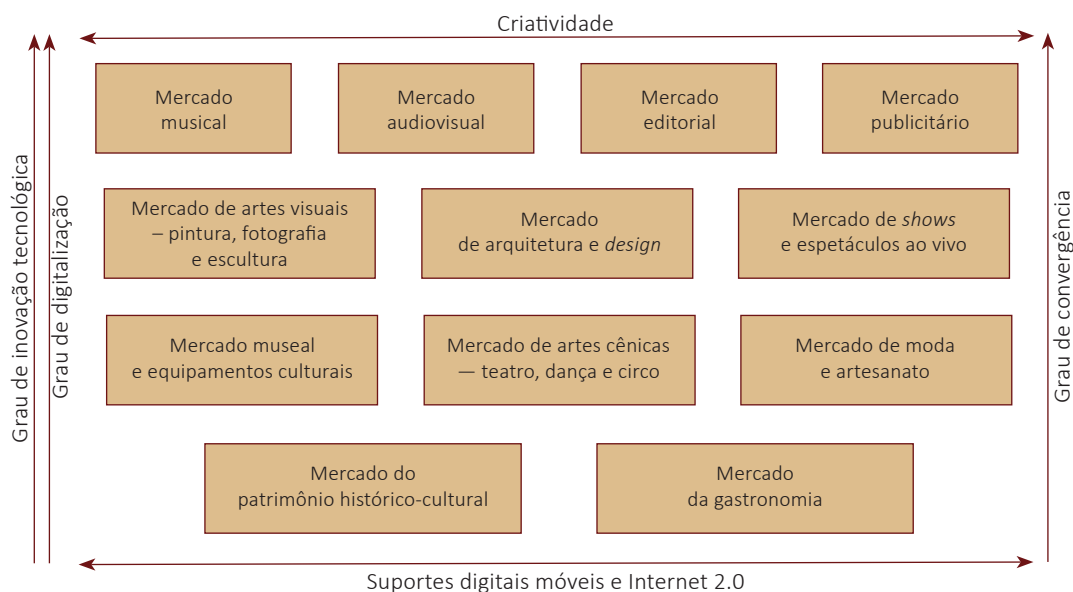 Criatividade
Mercado
musical
Mercado
audiovisual
Mercado
editorial
Mercado
publicitário
Mercado de artes visuais
– pintura, fotografia
e escultura
Mercado
de arquitetura e design
Mercado de shows
e espetáculos ao vivo
Mercado museal
e equipamentos culturais
Mercado de artes cênicas
— teatro, dança e circo
Mercado de moda
e artesanato
Mercado do
patrimônio histórico-cultural
Mercado
da gastronomia
Grau de inovação tecnológica
Grau de digitalização
Grau de convergência
Suportes digitais móveis e Internet 2.0